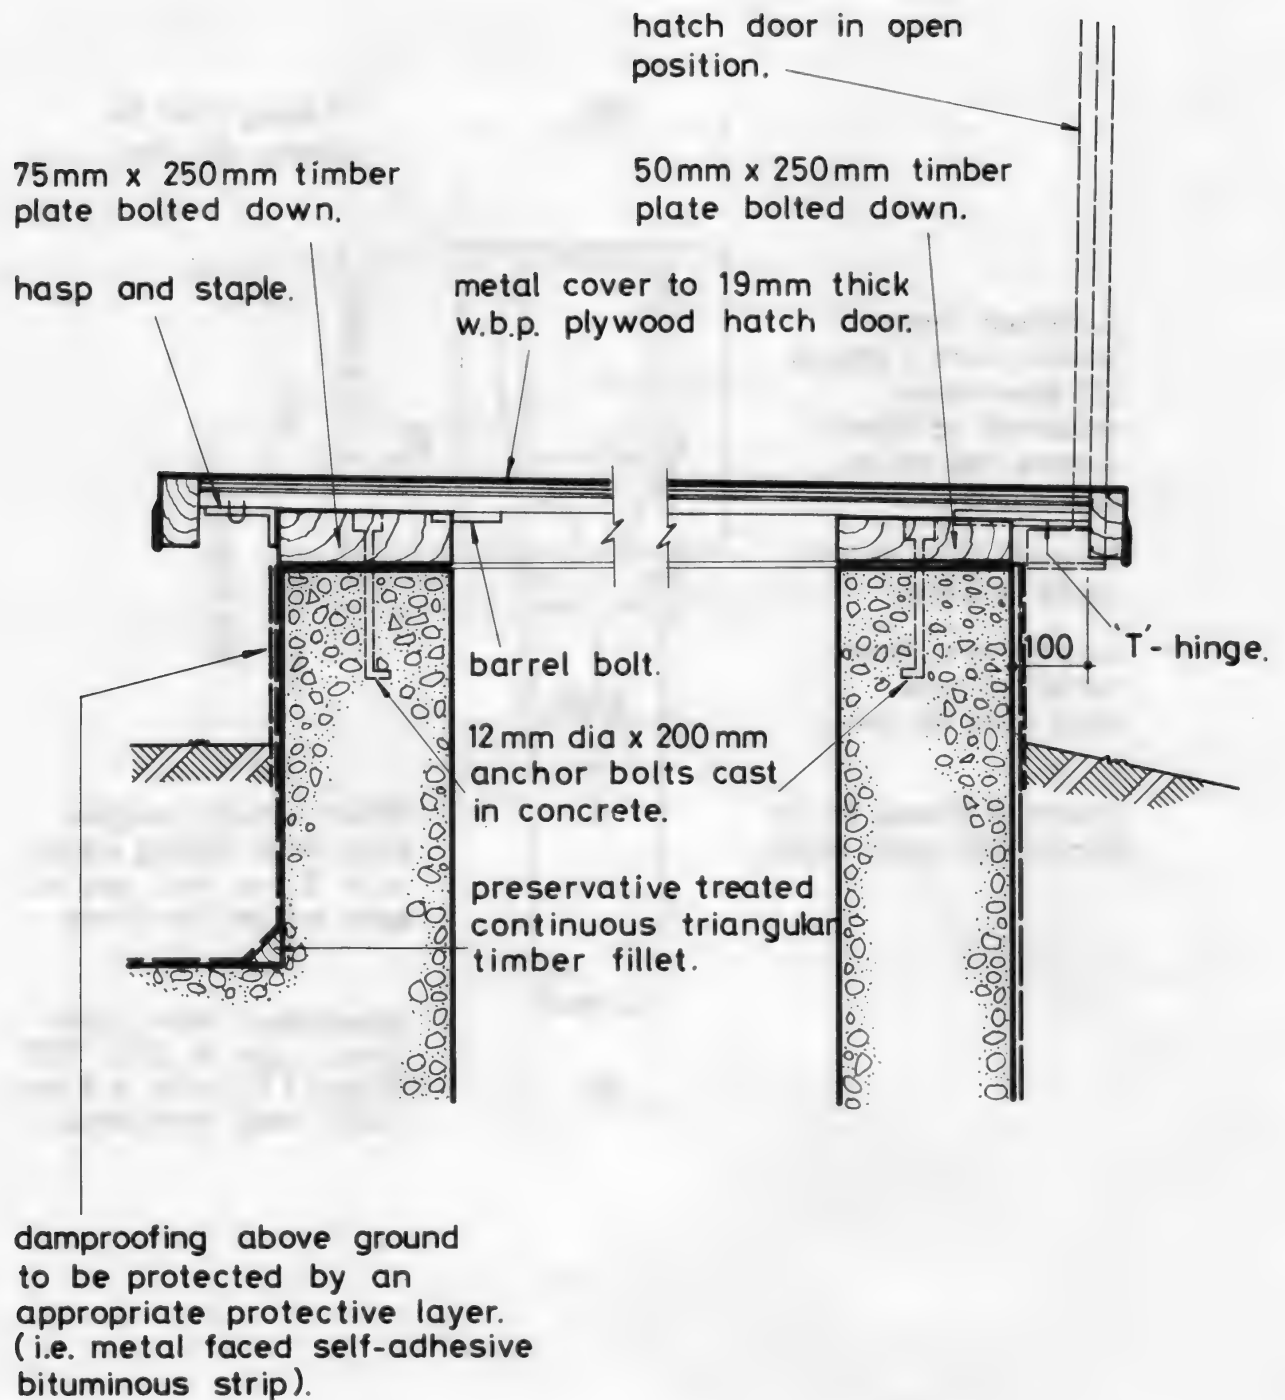 hatch door in open
position.
75mm x 250mm timber
plate bolted down.
50mm x 250mm timber
plate bolted down.
hasp and staple.
metal cover to 19mm thick
w.b.p. plywood hatch door.
barrel bolt.
100
'T'- hinge.
12mm dia x 200mm
anchor bolts cast
in concrete.
preservative treated
continuous triangular
timber fillet.
damproofing above ground
to be protected by an
appropriate protective layer.
(i.e. metal faced self-adhesive
bituminous strip).